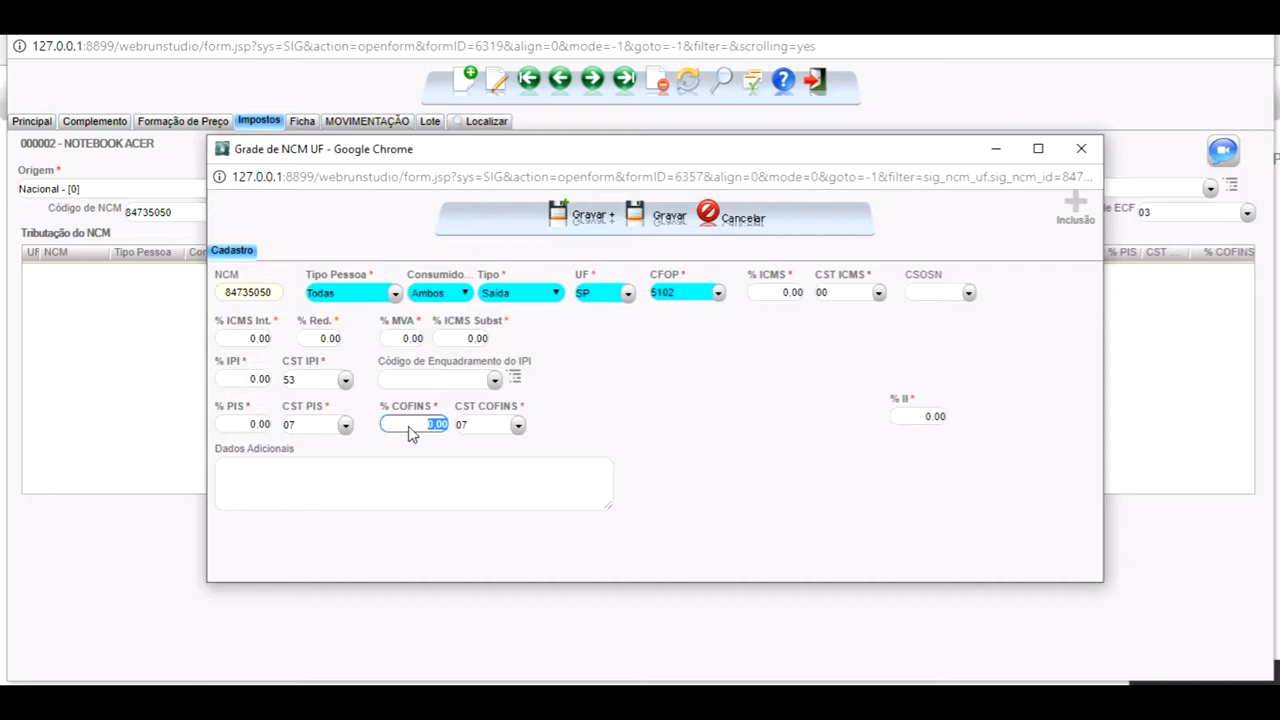 127.0.0.1:8899/webrunstudio/form.jsp?sys=SIG&action=openform&formID=6319&align=0&mode=-1&goto=-1&filter=&scrolling=yes
Principal Complemento Formação de Preço Impostos Ficha MOVIMENTAÇÃO Lote Localizar
000002 - NOTEBOOK ACER
Origem *
Nacional - [0]
Código de NCM 84735050
e ECF 03
Tributação do NCM
UF NCM Tipo Pessoa Con
% PIS CST ... % COFINS
Grade de NCM UF - Google Chrome
127.0.0.1:8899/webrunstudio/form.jsp?sys=SIG&action=openform&formID=6357&align=0&mode=-1&goto=-1&filter=sig_ncm_uf.sig_ncm_id=847...
Gravar + Gravar Cancelar
Inclusão
Cadastro
NCM Tipo Pessoa * Consumido... Tipo * UF * CFOP * % ICMS * CST ICMS * CSOSN
84735050 Todas Ambos Saída SP 5102 0.00 00
% ICMS Int. * % Red. * % MVA * % ICMS Subst *
0.00 0.00 0.00 0.00
% IPI * CST IPI * Código de Enquadramento do IPI
0.00 53
% PIS * CST PIS * % COFINS * CST COFINS * % II *
0.00 07 0.00 07 0.00
Dados Adicionais